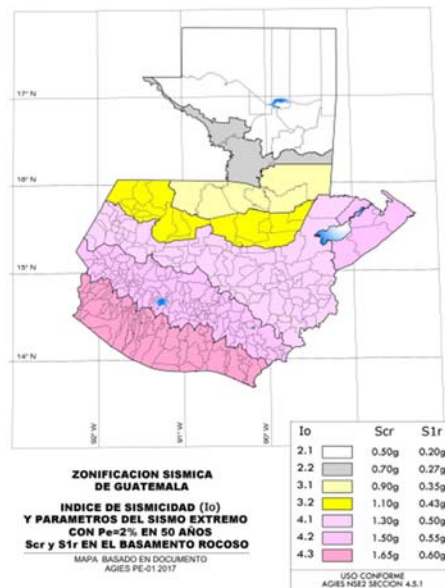 17° N
16° N
15° N
14° N
92° W
91° W
90° W
Io Scr S1r
2.1 0.50g 0.20g
2.2 0.70g 0.27g
3.1 0.90g 0.35g
3.2 1.10g 0.43g
4.1 1.30g 0.50g
4.2 1.50g 0.55g
4.3 1.65g 0.60g
ZONIFICACION SISMICA
DE GUATEMALA
INDICE DE SISMICIDAD (Io)
Y PARAMETROS DEL SISMO EXTREMO
CON Pe=2% EN 50 AÑOS
Scr y S1r EN EL BASAMENTO ROCOSO
MAPA BASADO EN DOCUMENTO
AGIES PE-01 2017
USO CONFORME
AGIES NSE2 SECCION 4.5.1